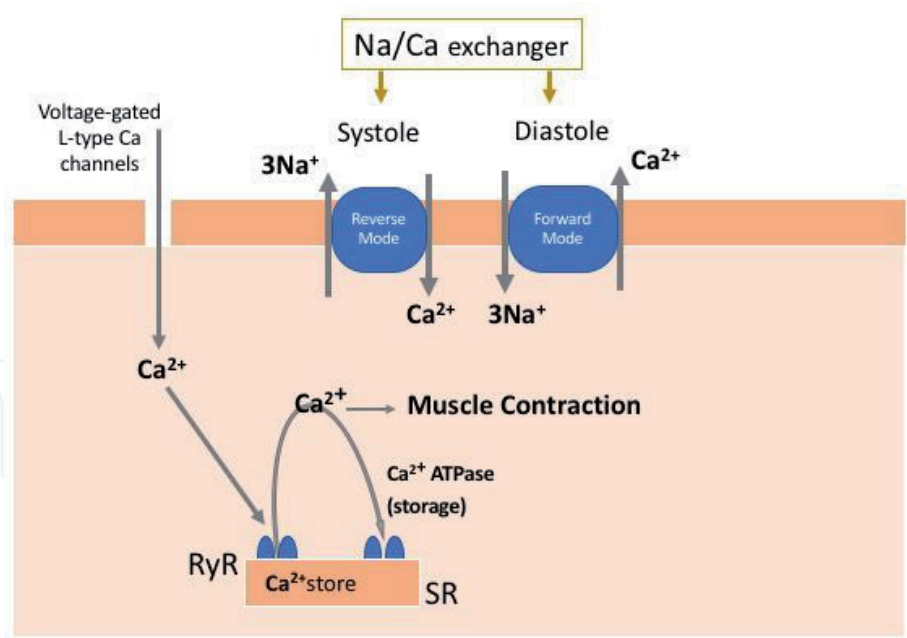 Na/Ca exchanger
Voltage-gated
L-type Ca
channels
Systole
Diastole
3Na⁺
Ca²⁺
Reverse
Mode
Forward
Mode
Ca²⁺
3Na⁺
Ca²⁺
Ca²⁺
Muscle Contraction
Ca²⁺ ATPase
(storage)
RyR
Ca²⁺store
SR